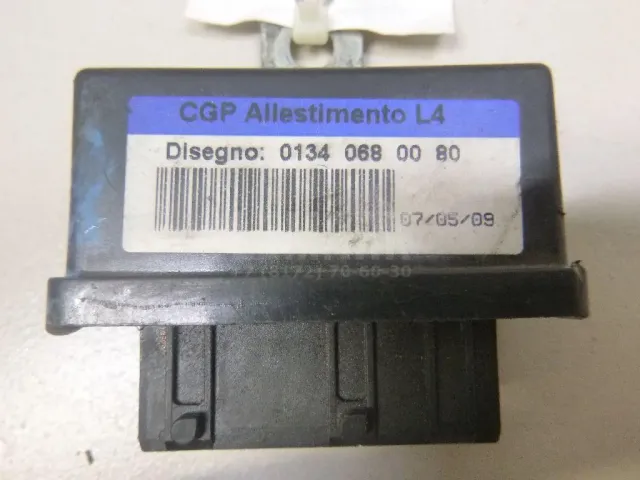 CGP Allestimento L4
Disegno: 0134 068 00 80
07/05/09